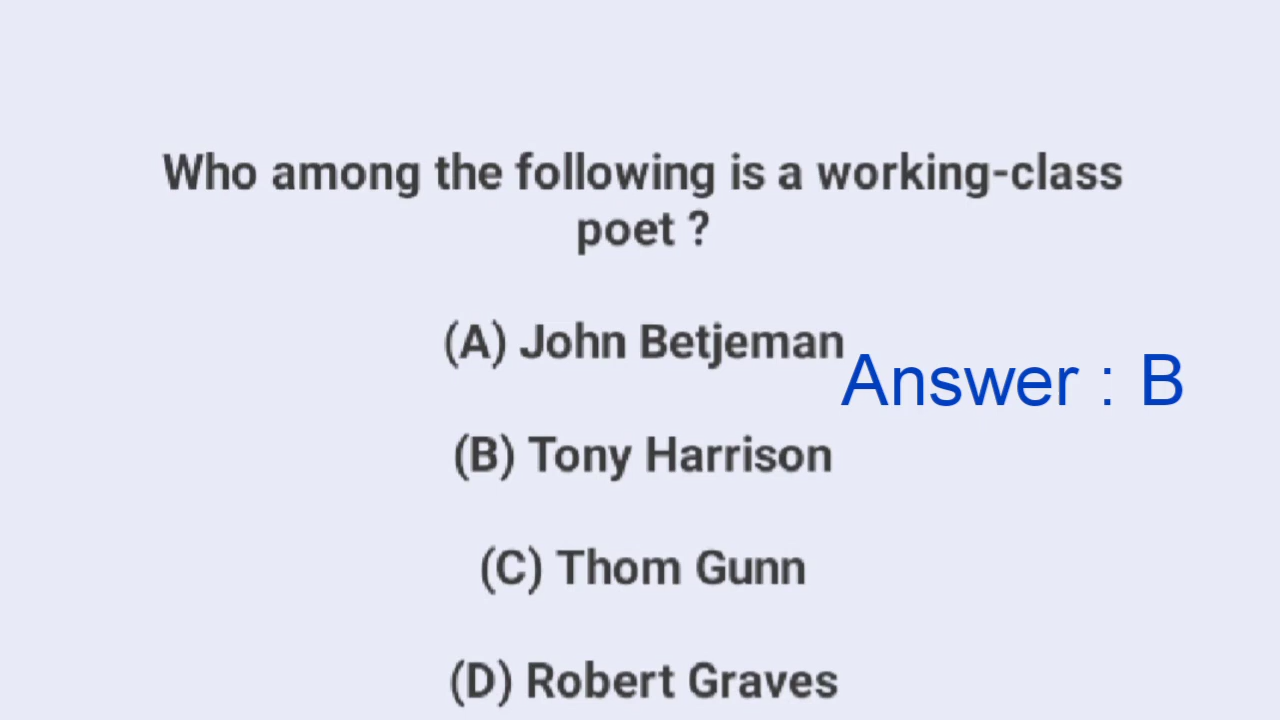 Who among the following is a working-class
poet ?
(A) John Betjeman
Answer : B
(B) Tony Harrison
(C) Thom Gunn
(D) Robert Graves